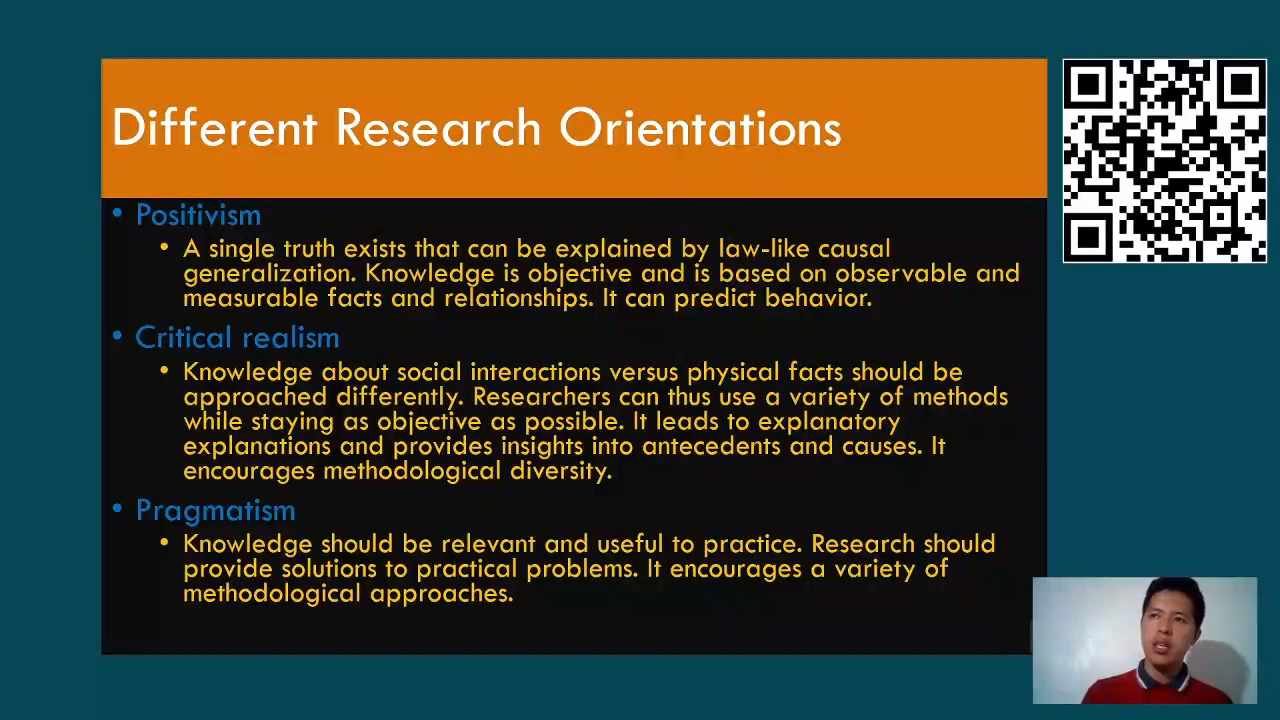 Different Research Orientations
• Positivism
• A single truth exists that can be explained by law-like causal
generalization. Knowledge is objective and is based on observable and
measurable facts and relationships. It can predict behavior.
• Critical realism
• Knowledge about social interactions versus physical facts should be
approached differently. Researchers can thus use a variety of methods
while staying as objective as possible. It leads to explanatory
explanations and provides insights into antecedents and causes. It
encourages methodological diversity.
• Pragmatism
• Knowledge should be relevant and useful to practice. Research should
provide solutions to practical problems. It encourages a variety of
methodological approaches.